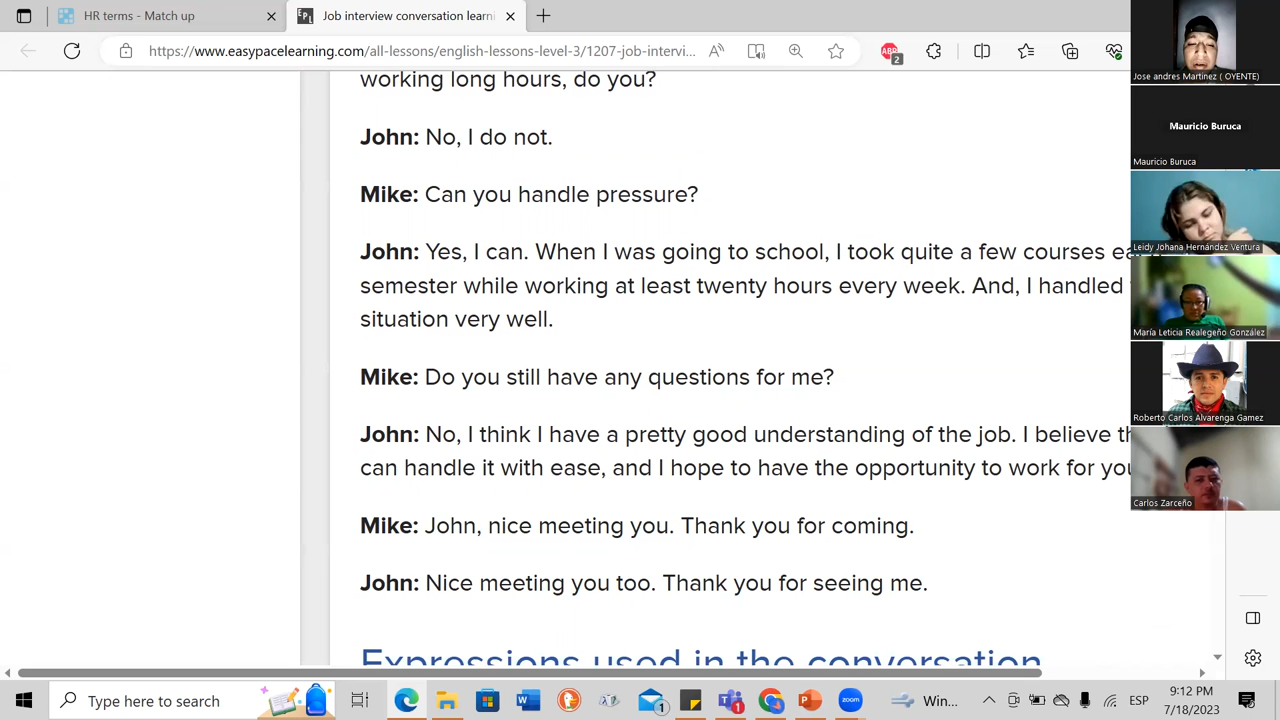 HR terms - Match up
EPL
Job interview conversation learni
https://www.easypacelearning.com/all-lessons/english-lessons-level-3/1207-job-intervi...
ABP
2
working long hours, do you?
John: No, I do not.
Mike: Can you handle pressure?
John: Yes, I can. When I was going to school, I took quite a few courses ea
semester while working at least twenty hours every week. And, I handled
situation very well.
Mike: Do you still have any questions for me?
John: No, I think I have a pretty good understanding of the job. I believe th
can handle it with ease, and I hope to have the opportunity to work for you
Mike: John, nice meeting you. Thank you for coming.
John: Nice meeting you too. Thank you for seeing me.
Expressions used in the conversation
Jose andres Martinez ( OYENTE)
Mauricio Buruca
Mauricio Buruca
Leidy Johana Hernández Ventura
María Leticia Realegeño González
Roberto Carlos Alvarenga Gamez
Carlos Zarceño
Type here to search
1
1
zoom
Win...
ESP
9:12 PM
7/18/2023